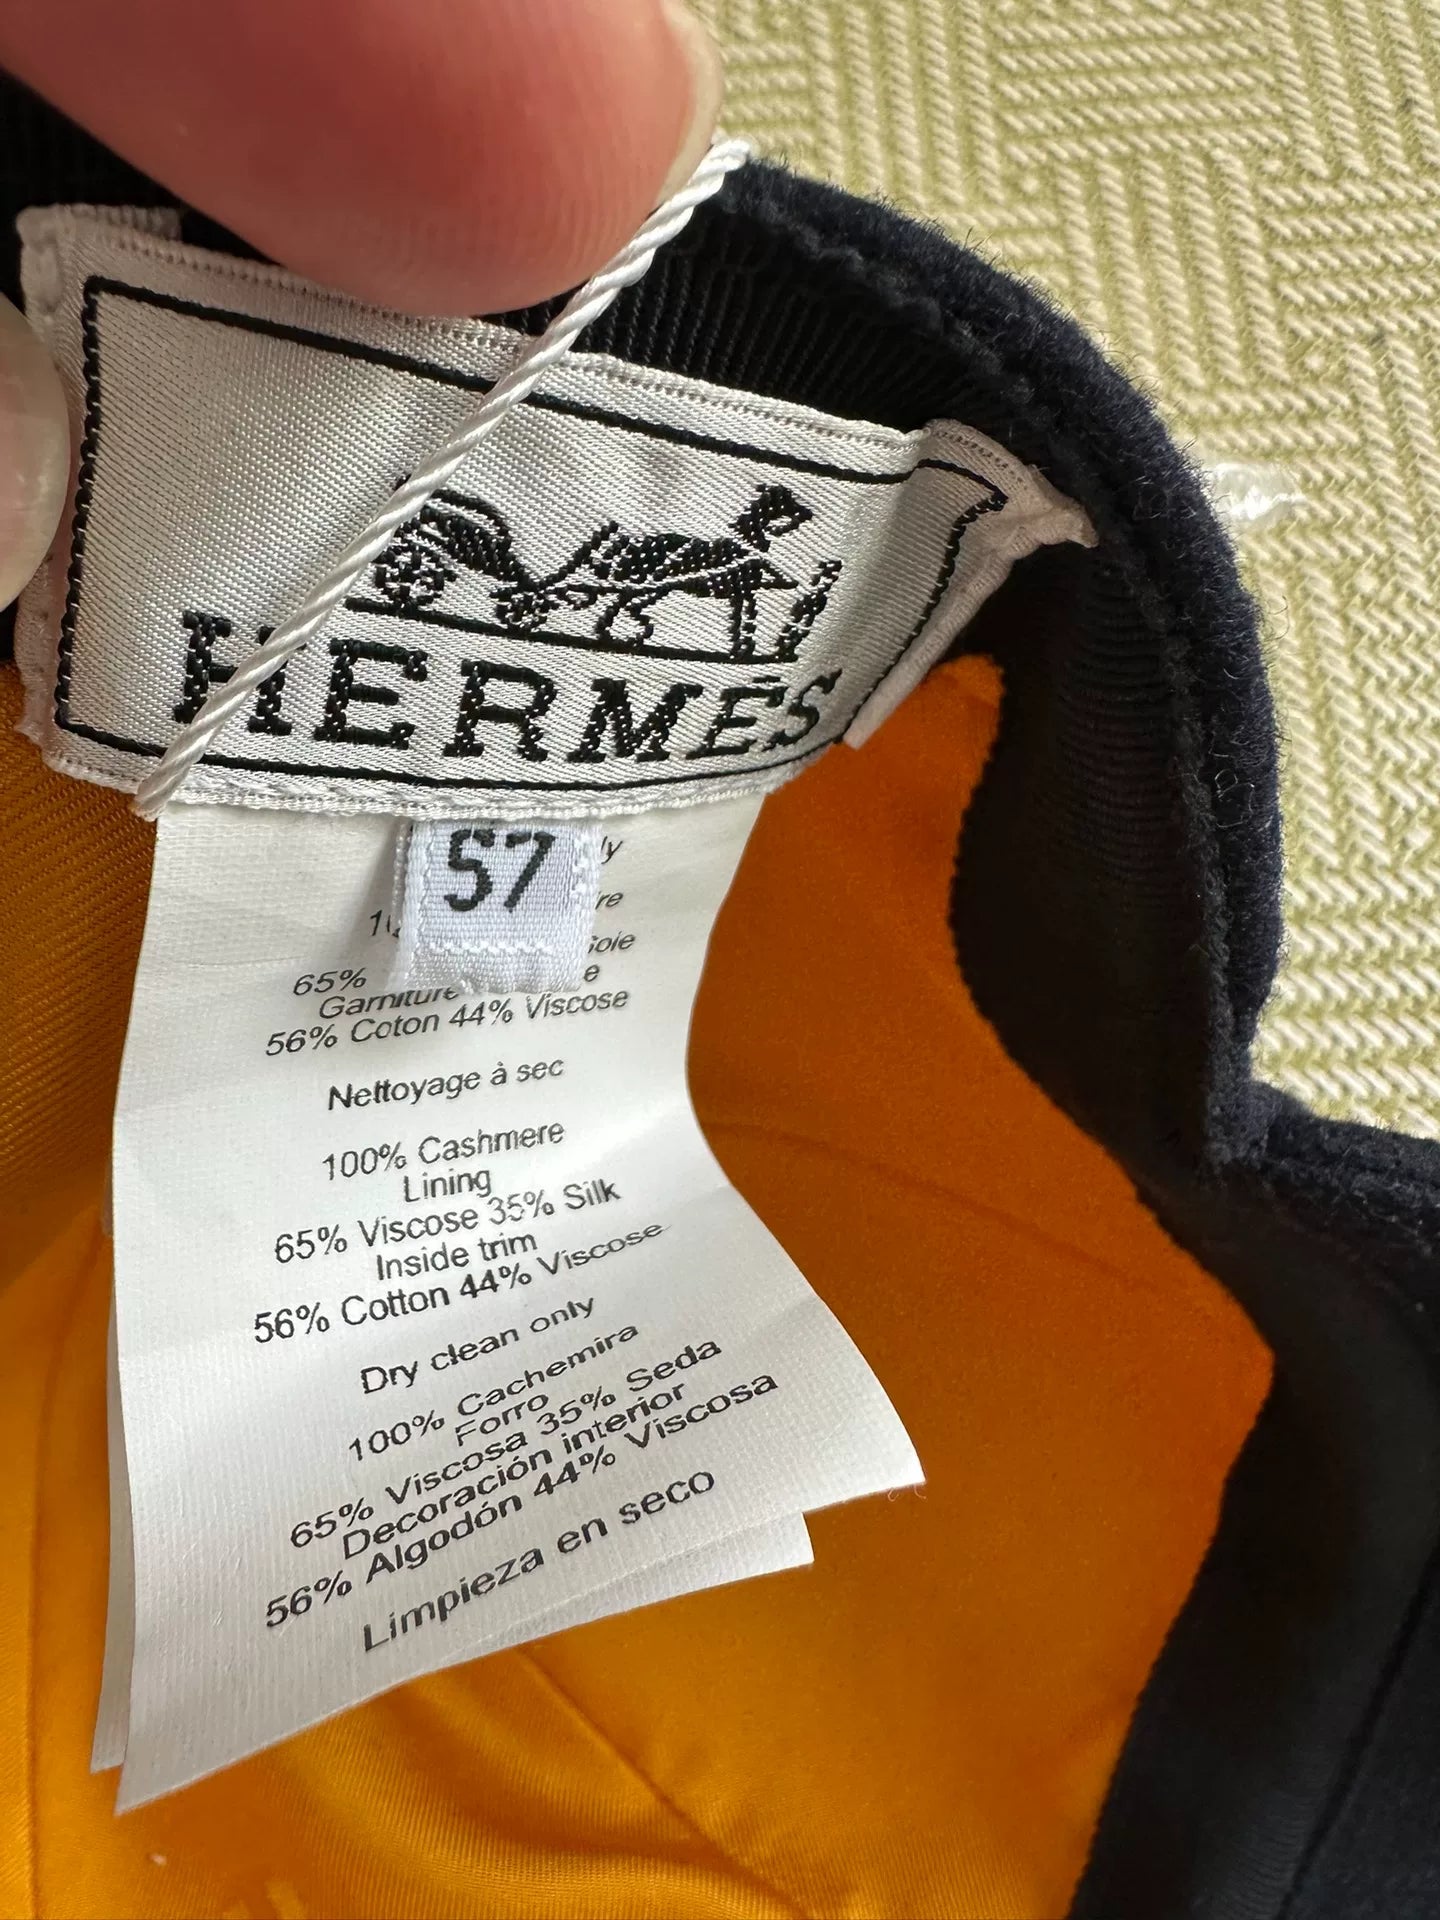 HERMÈS
57
65%
Garniture
56% Coton 44% Viscose
Nettoyage à sec
100% Cashmere
Lining
65% Viscose 35% Silk
Inside trim
56% Cotton 44% Viscose
Dry clean only
100% Cachemira
Forro
65% Viscosa 35% Seda
Decoración interior
56% Algodón 44% Viscosa
Limpieza en seco